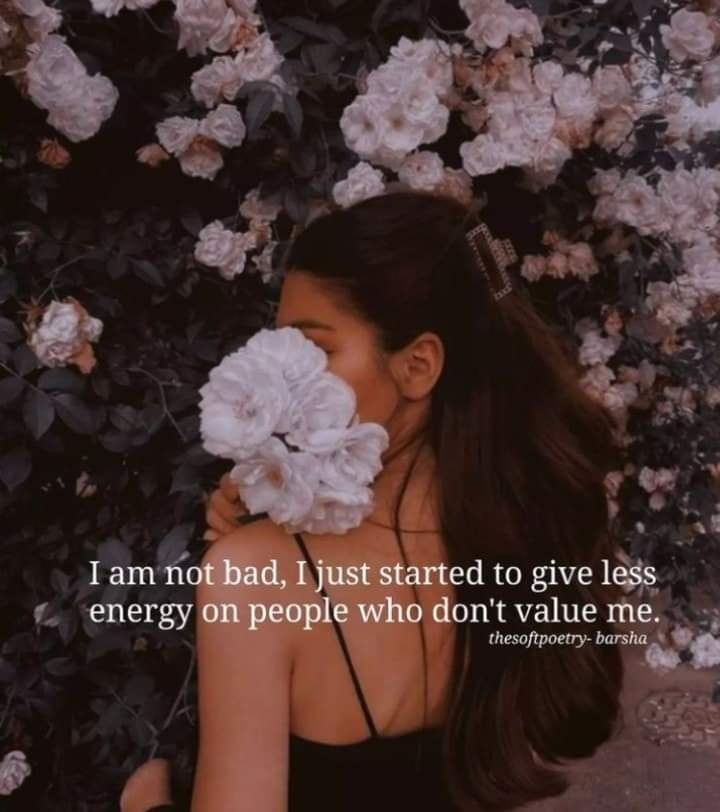 I am not bad, I just started to give less
energy on people who don't value me.
thesoftpoetry- barsha